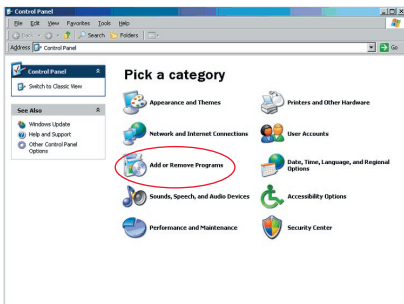 Control Panel
File Edit View Favorites Tools Help
Back Search Folders
Address Control Panel Go
Control Panel
Switch to Classic View
See Also
Windows Update
Help and Support
Other Control Panel
Options
Pick a category
Appearance and Themes
Printers and Other Hardware
Network and Internet Connections
User Accounts
Add or Remove Programs
Date, Time, Language, and Regional
Options
Sounds, Speech, and Audio Devices
Accessibility Options
Performance and Maintenance
Security Center